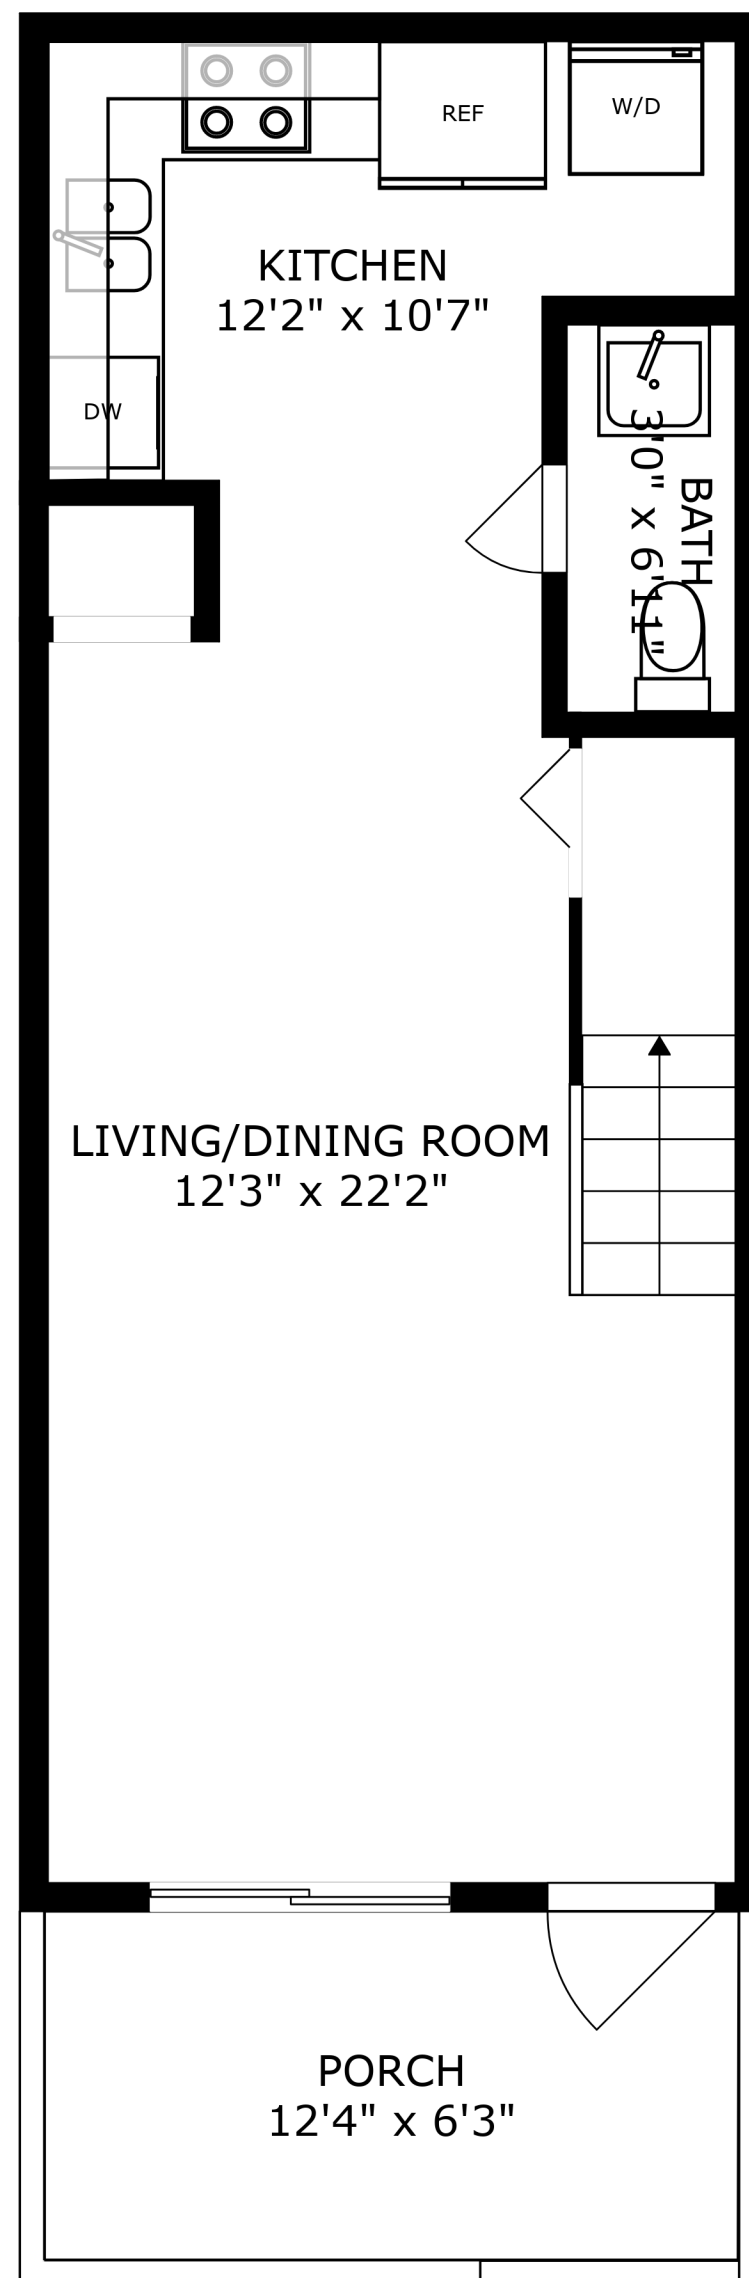 REF
W/D
KITCHEN
12'2" x 10'7"
DW
BATH
3'0" x 6'11"
LIVING/DINING ROOM
12'3" x 22'2"
PORCH
12'4" x 6'3"